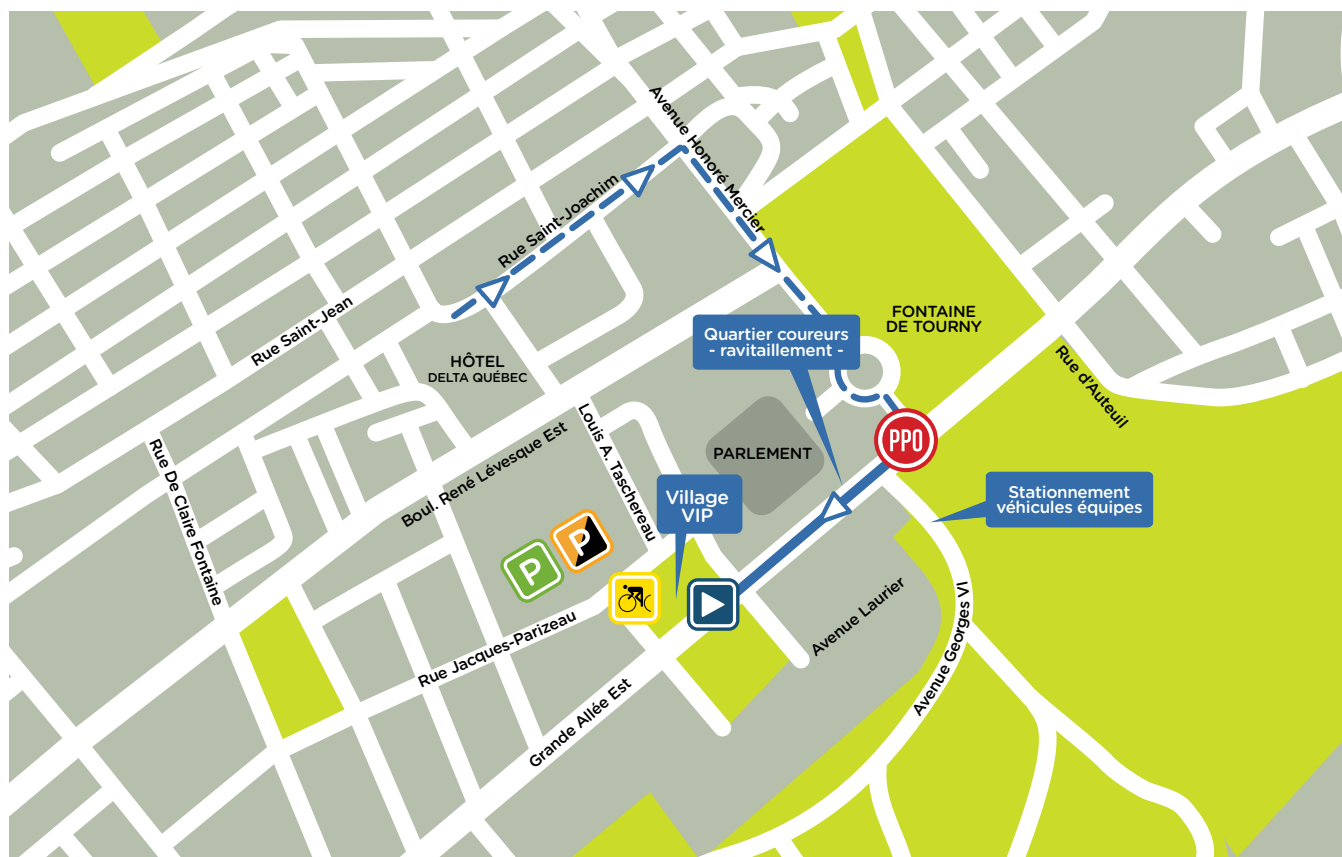 Avenue Honoré Mercier
Rue Saint-Joachim
Rue Saint-Jean
FONTAINE
DE TOURNY
Quartier coureurs
- ravitaillement -
HÔTEL
DELTA QUÉBEC
Rue d'Auteuil
Louis A. Taschereau
PPO
Boul. René Lévesque Est
PARLEMENT
Rue De Claire Fontaine
Village
VIP
Stationnement
véhicules équipes
P
P
Avenue Laurier
Rue Jacques-Parizeau
Avenue Georges VI
Grande Allée Est